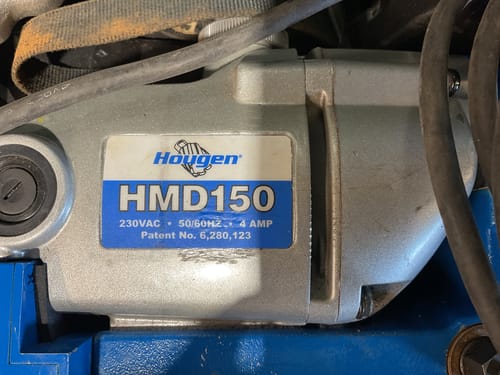 Hougen®
HMD150
230VAC • 50/60HZ • 4 AMP
Patent No. 6,280,123